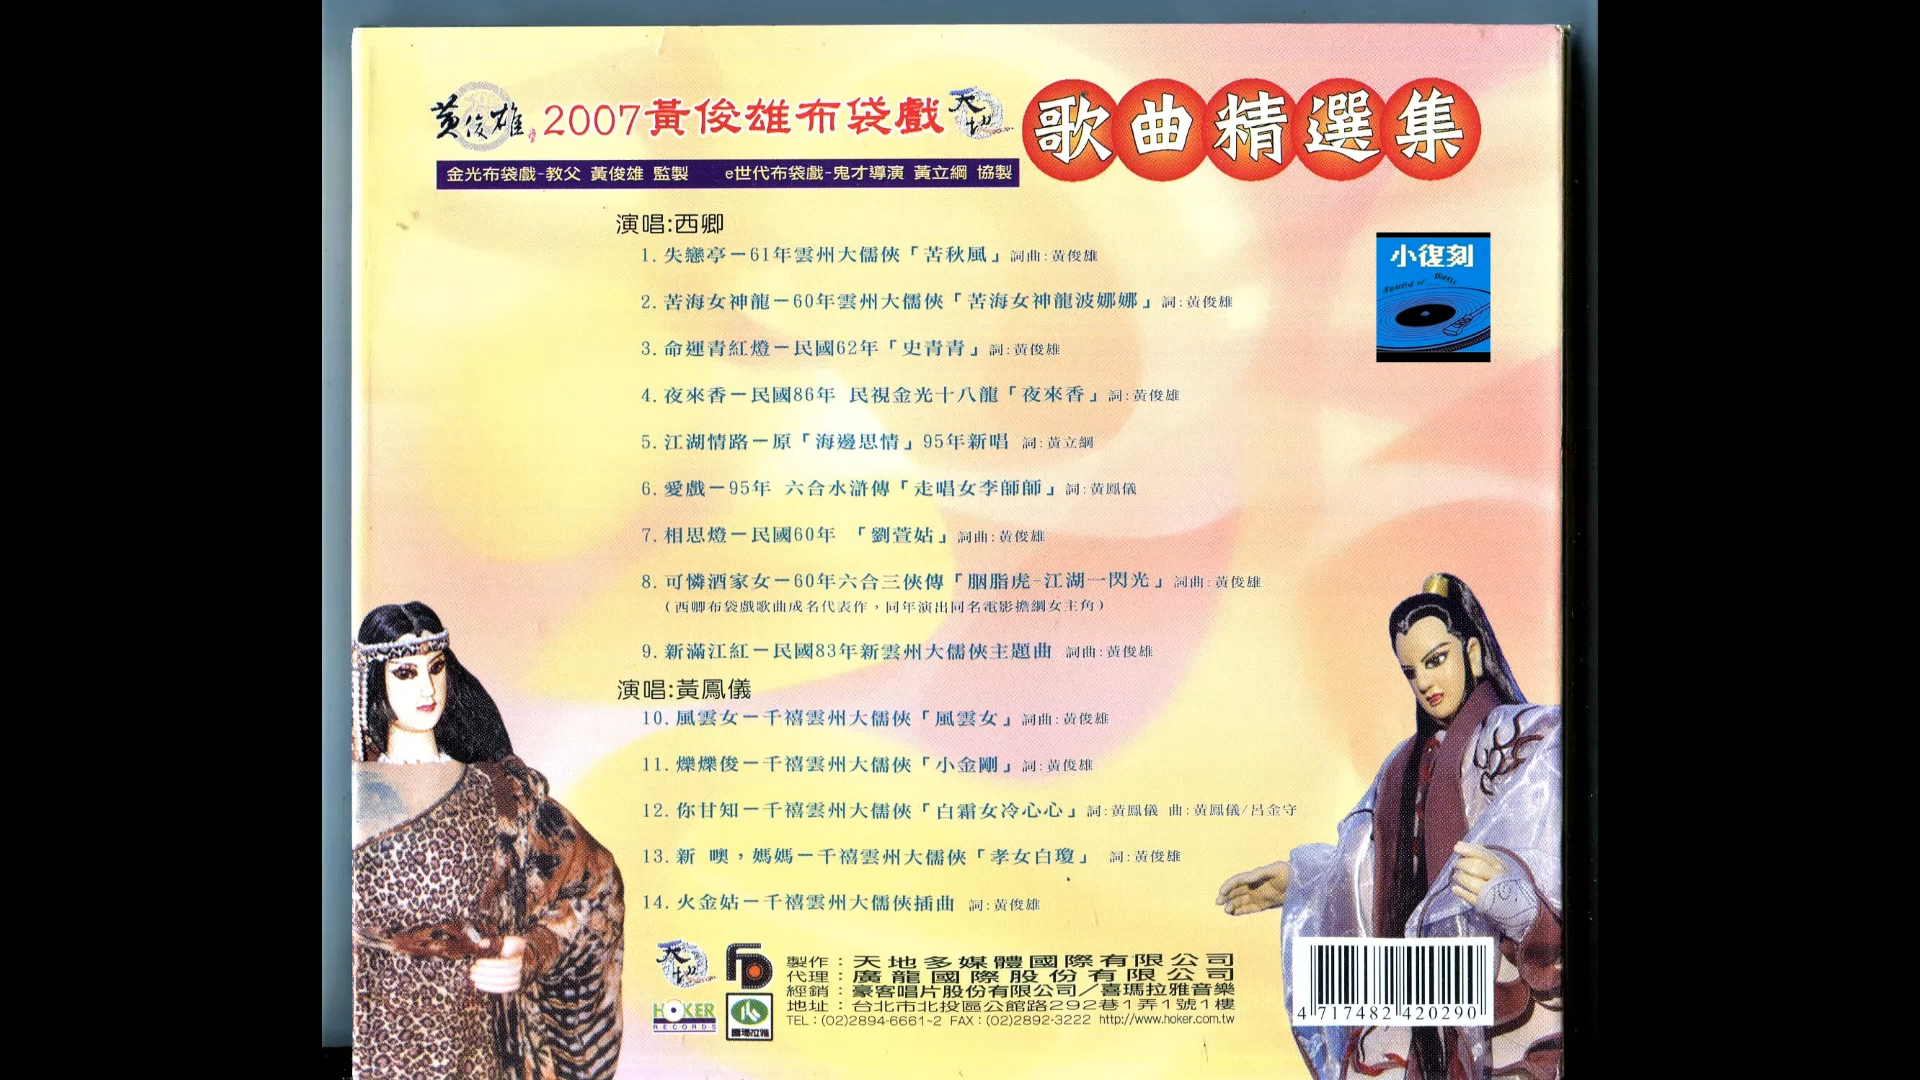 黃俊雄 2007黃俊雄布袋戲 天地 歌曲精選集
金光布袋戲-教父 黃俊雄 監製 e世代布袋戲-鬼才導演 黃立綱 協製
小復刻
Sound of Music
演唱:西卿
1. 失戀亭－61年雲州大儒俠「苦秋風」詞曲:黃俊雄
2. 苦海女神龍－60年雲州大儒俠「苦海女神龍波娜娜」詞:黃俊雄
3. 命運青紅燈－民國62年「史青青」詞:黃俊雄
4. 夜來香－民國86年 民視金光十八龍「夜來香」詞:黃俊雄
5. 江湖情路－原「海邊思情」95年新唱 詞:黃立綱
6. 愛戲－95年 六合水滸傳「走唱女李師師」詞:黃鳳儀
7. 相思燈－民國60年 「劉萱姑」詞曲:黃俊雄
8. 可憐酒家女－60年六合三俠傳「胭脂虎-江湖一閃光」詞曲:黃俊雄
(西卿布袋戲歌曲成名代表作，同年演出同名電影擔綱女主角)
9. 新滿江紅－民國83年新雲州大儒俠主題曲 詞曲:黃俊雄
演唱:黃鳳儀
10. 風雲女－千禧雲州大儒俠「風雲女」詞曲:黃俊雄
11. 爍爍俊－千禧雲州大儒俠「小金剛」詞:黃俊雄
12. 你甘知－千禧雲州大儒俠「白霜女冷心心」詞:黃鳳儀 曲:黃鳳儀/呂金守
13. 新 噢，媽媽－千禧雲州大儒俠「孝女白瓊」 詞:黃俊雄
14. 火金姑－千禧雲州大儒俠插曲 詞:黃俊雄
天地
HOKER RECORDS
喜瑪拉雅
製作：天地多媒體國際有限公司
代理：廣龍國際股份有限公司
經銷：豪客唱片股份有限公司／喜瑪拉雅音樂
地址：台北市北投區公館路292巷1弄1號1樓
TEL：(02)2894-6661~2 FAX：(02)2892-3222 http://www.hoker.com.tw
4 717482 420290